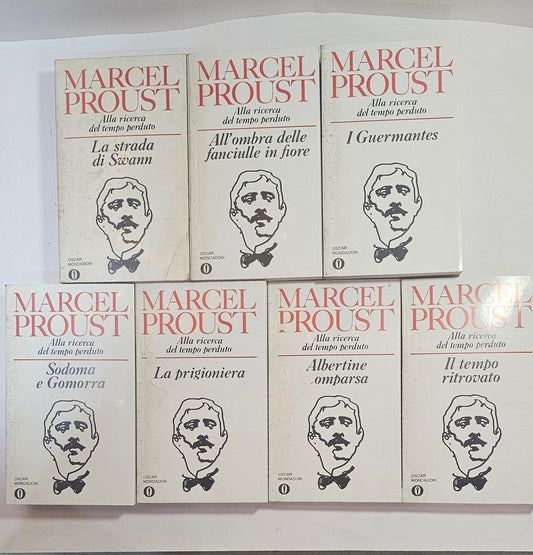 MARCEL
PROUST
Alla ricerca
del tempo perduto
La strada
di Swann
OSCAR
MONDADORI
MARCEL
PROUST
Alla ricerca
del tempo perduto
All'ombra delle
fanciulle in fiore
OSCAR
MONDADORI
MARCEL
PROUST
Alla ricerca
del tempo perduto
I Guermantes
OSCAR
MONDADORI
MARCEL
PROUST
Alla ricerca
del tempo perduto
Sodoma
e Gomorra
OSCAR
MONDADORI
MARCEL
PROUST
Alla ricerca
del tempo perduto
La prigioniera
OSCAR
MONDADORI
MARCEL
PROUST
Alla ricerca
del tempo perduto
Albertine
omparsa
OSCAR
MONDADORI
MARCEL
PROUST
Alla ricerca
del tempo perduto
Il tempo
ritrovato
OSCAR
MONDADORI